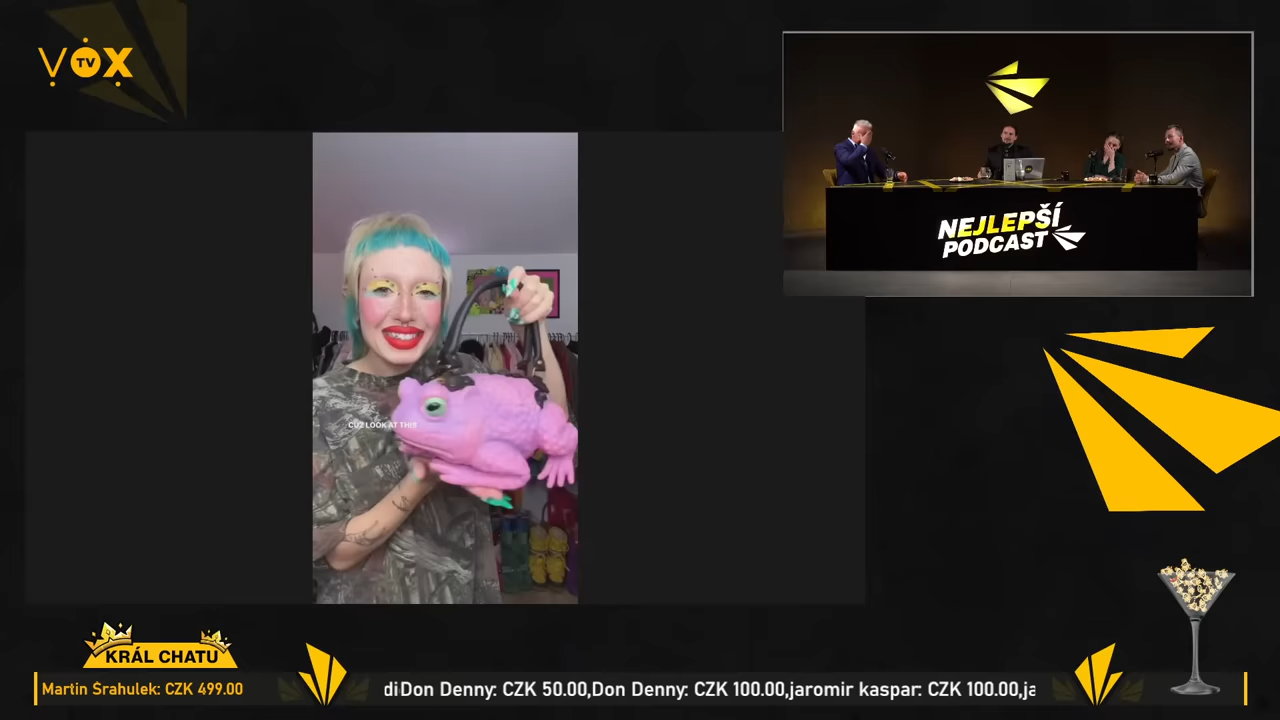 VOX
TV
NEJLEPŠÍ
PODCAST
CUZ LOOK AT THIS
KRÁL CHATU
Martin Śrahulek: CZK 499.00
diDon Denny: CZK 50.00,Don Denny: CZK 100.00,jaromir kaspar: CZK 100.00,ja